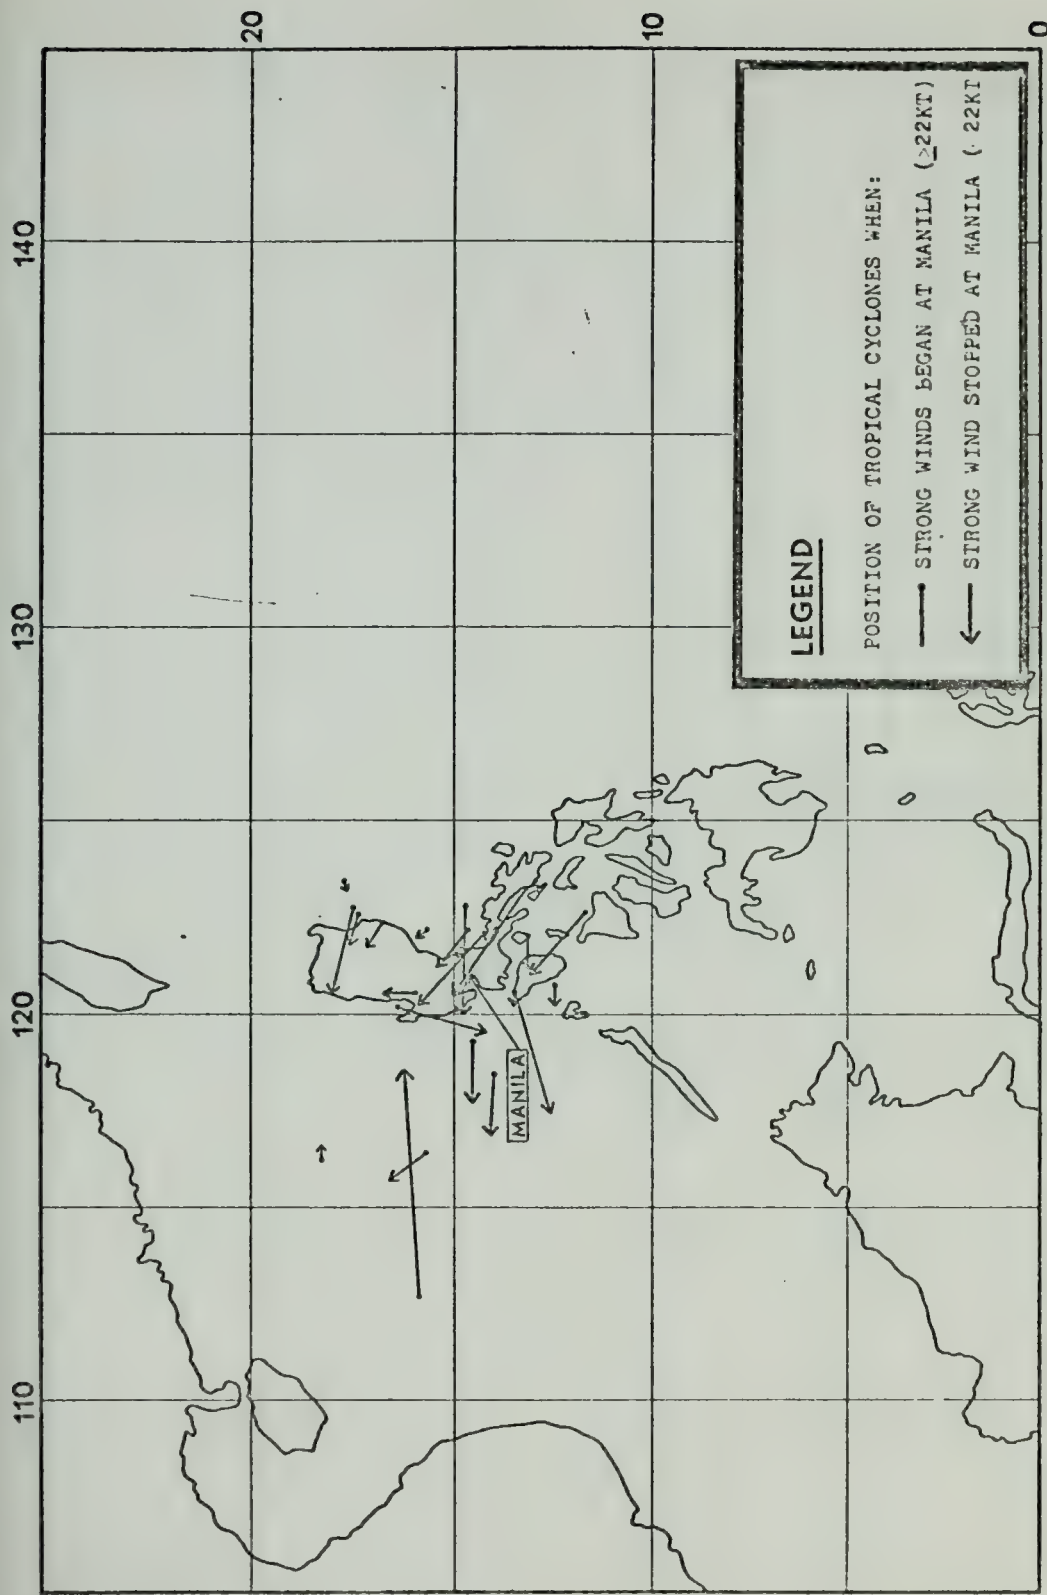 20
10
0
140
130
120
110
MANILA
LEGEND
POSITION OF TROPICAL CYCLONES WHEN:
STRONG WINDS BEGAN AT MANILA (≥22KT)
STRONG WIND STOPPED AT MANILA ( 22KT